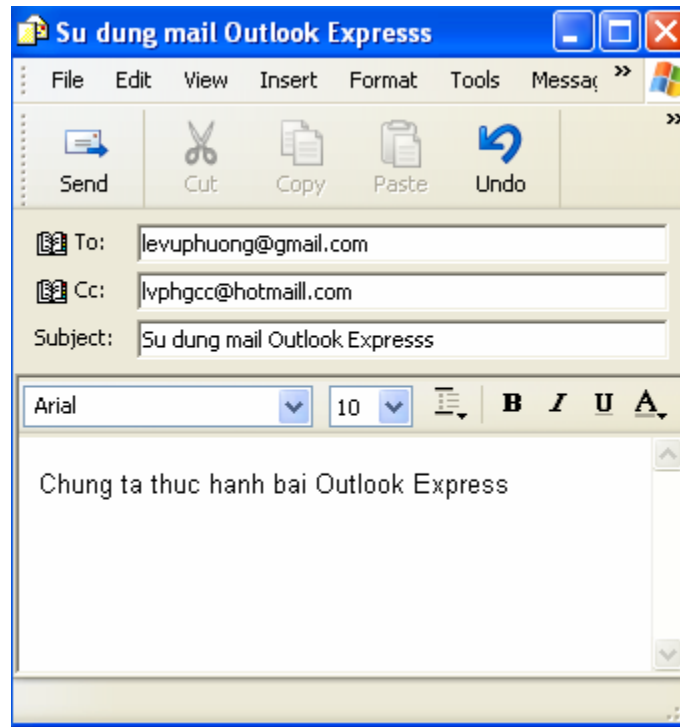 Su dung mail Outlook Expresss
File Edit View Insert Format Tools Messag »
»
Send Cut Copy Paste Undo
To: levuphuong@gmail.com
Cc: lvphgcc@hotmaill.com
Subject: Su dung mail Outlook Expresss
Arial 10 B I U A
Chung ta thuc hanh bai Outlook Express